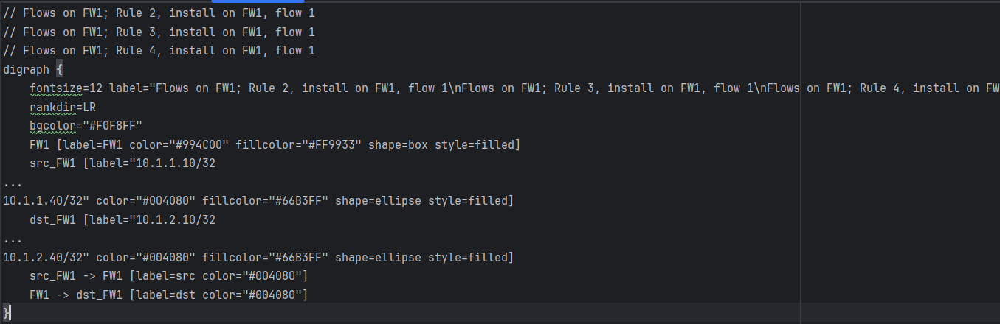 // Flows on FW1; Rule 2, install on FW1, flow 1
// Flows on FW1; Rule 3, install on FW1, flow 1
// Flows on FW1; Rule 4, install on FW1, flow 1
digraph {
    fontsize=12 label="Flows on FW1; Rule 2, install on FW1, flow 1\nFlows on FW1; Rule 3, install on FW1, flow 1\nFlows on FW1; Rule 4, install on FW
    rankdir=LR
    bgcolor="#F0F8FF"
    FW1 [label=FW1 color="#994C00" fillcolor="#FF9933" shape=box style=filled]
    src_FW1 [label="10.1.1.10/32
...
10.1.1.40/32" color="#004080" fillcolor="#66B3FF" shape=ellipse style=filled]
    dst_FW1 [label="10.1.2.10/32
...
10.1.2.40/32" color="#004080" fillcolor="#66B3FF" shape=ellipse style=filled]
    src_FW1 -> FW1 [label=src color="#004080"]
    FW1 -> dst_FW1 [label=dst color="#004080"]
}